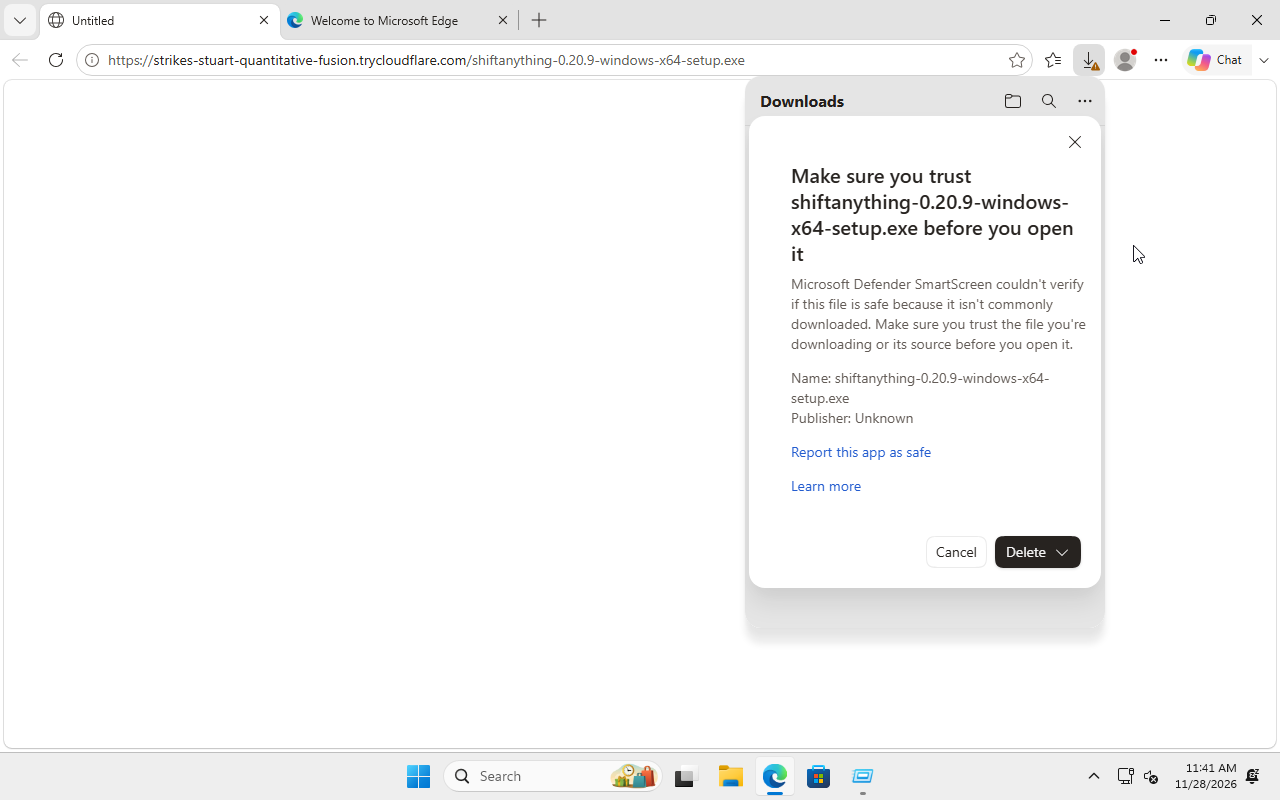 Untitled
Welcome to Microsoft Edge
https://strikes-stuart-quantitative-fusion.trycloudflare.com/shiftanything-0.20.9-windows-x64-setup.exe
Chat
Downloads
Make sure you trust
shiftanything-0.20.9-windows-
x64-setup.exe before you open
it
Microsoft Defender SmartScreen couldn't verify
if this file is safe because it isn't commonly
downloaded. Make sure you trust the file you're
downloading or its source before you open it.
Name: shiftanything-0.20.9-windows-x64-
setup.exe
Publisher: Unknown
Report this app as safe
Learn more
Cancel
Delete
Search
11:41 AM
11/28/2026